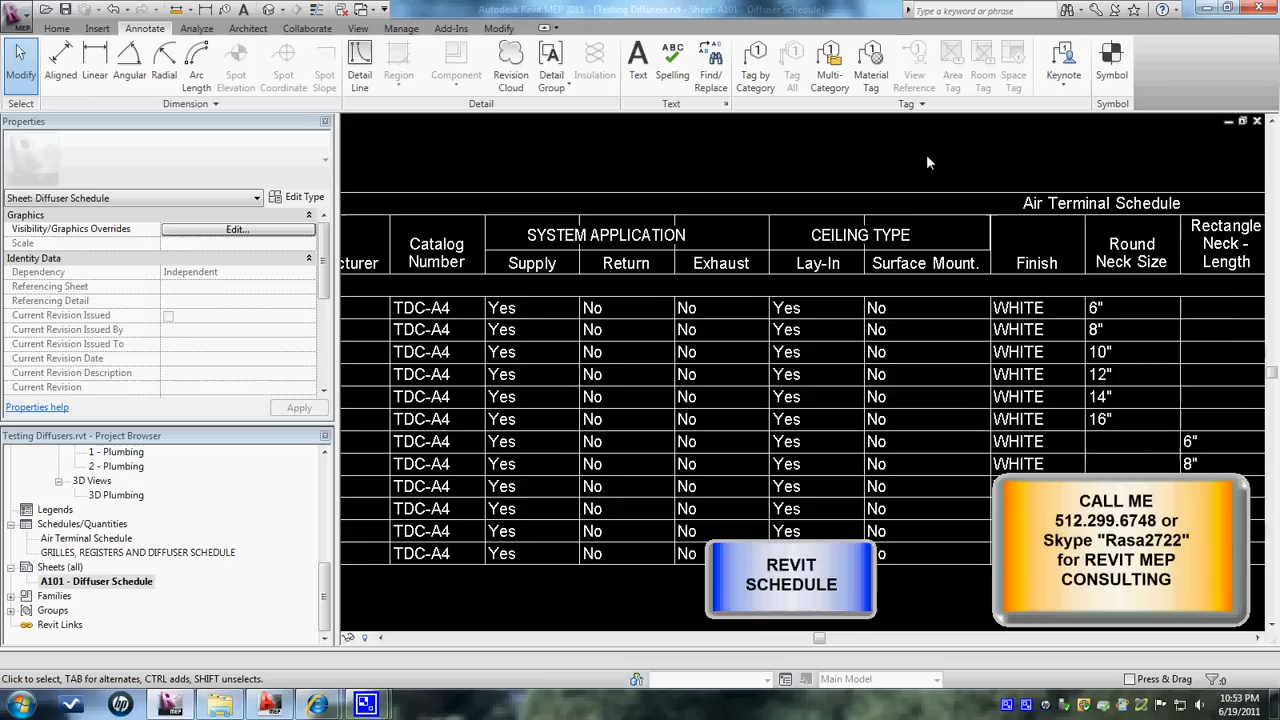 Autodesk Revit MEP 2011 - [Testing Diffusers.rvt - Sheet: A101 - Diffuser Schedule]
Type a keyword or phrase
MEP
Home Insert Annotate Analyze Architect Collaborate View Manage Add-Ins Modify
Modify
Aligned
Linear
Angular
Radial
Arc Length
Spot Elevation
Spot Coordinate
Spot Slope
Detail Line
Region
Component
Revision Cloud
Detail Group
Insulation
Text
Spelling
Find/ Replace
Tag by Category
Tag All
Multi- Category
Material Tag
View Reference
Area Tag
Room Tag
Space Tag
Keynote
Symbol
Select Dimension Detail Text Tag Symbol
Properties
Sheet: Diffuser Schedule
Edit Type
Graphics
Visibility/Graphics Overrides Edit...
Scale
Identity Data
Dependency Independent
Referencing Sheet
Referencing Detail
Current Revision Issued
Current Revision Issued By
Current Revision Issued To
Current Revision Date
Current Revision Description
Current Revision
Properties help
Apply
Testing Diffusers.rvt - Project Browser
1 - Plumbing
2 - Plumbing
3D Views
3D Plumbing
Legends
Schedules/Quantities
Air Terminal Schedule
GRILLES, REGISTERS AND DIFFUSER SCHEDULE
Sheets (all)
A101 - Diffuser Schedule
Families
Groups
Revit Links
Air Terminal Schedule
cturer
Catalog Number
SYSTEM APPLICATION
Supply Return Exhaust
CEILING TYPE
Lay-In Surface Mount.
Finish
Round Neck Size
Rectangle Neck - Length
TDC-A4 Yes No No Yes No WHITE 6"
TDC-A4 Yes No No Yes No WHITE 8"
TDC-A4 Yes No No Yes No WHITE 10"
TDC-A4 Yes No No Yes No WHITE 12"
TDC-A4 Yes No No Yes No WHITE 14"
TDC-A4 Yes No No Yes No WHITE 16"
TDC-A4 Yes No No Yes No WHITE 6"
TDC-A4 Yes No No Yes No WHITE 8"
TDC-A4 Yes No No Yes No
TDC-A4 Yes No No Yes No
TDC-A4 Yes No No Yes No
TDC-A4 Yes No No
REVIT
SCHEDULE
CALL ME
512.299.6748 or
Skype "Rasa2722"
for REVIT MEP
CONSULTING
Click to select, TAB for alternates, CTRL adds, SHIFT unselects.
Main Model
Press & Drag
:0
MEP
10:53 PM
6/19/2011